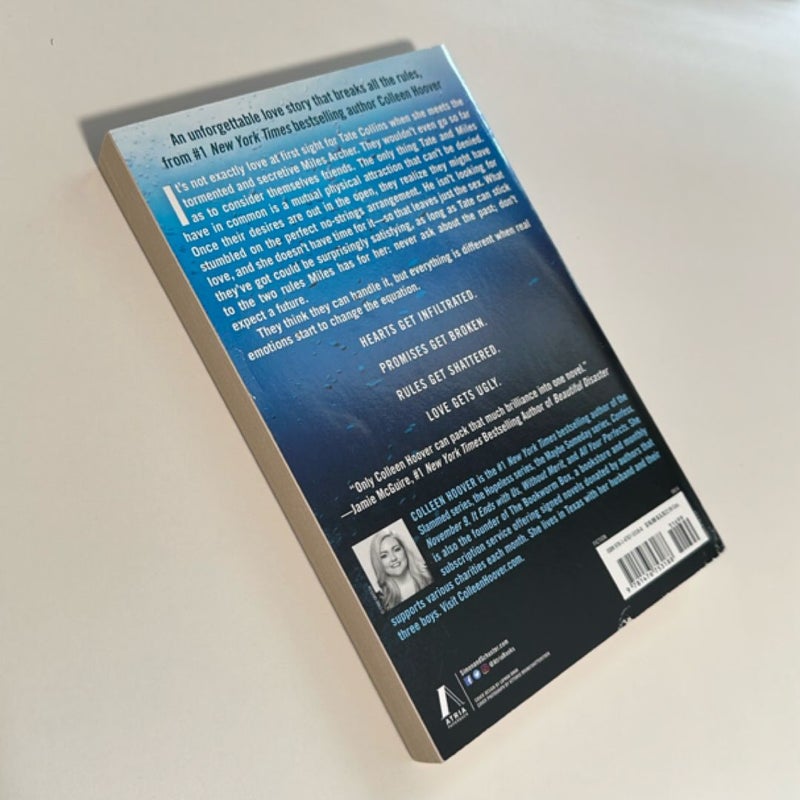 An unforgettable love story that breaks all the rules,
from #1 New York Times bestselling author Colleen Hoover
It's not exactly love at first sight for Tate Collins when she meets the
tormented and secretive Miles Archer. They wouldn't even go so far
as to consider themselves friends. The only thing Tate and Miles
have in common is a mutual physical attraction that can't be denied.
Once their desires are out in the open, they realize they might have
stumbled on the perfect no-strings arrangement. He isn't looking for
love, and she doesn't have time for it—so that leaves just the sex. What
they've got could be surprisingly satisfying, as long as Tate can stick
to the two rules Miles has for her: never ask about the past; don't
expect a future.
They think they can handle it, but everything is different when real
emotions start to change the equation.
HEARTS GET INFILTRATED.
PROMISES GET BROKEN.
RULES GET SHATTERED.
LOVE GETS UGLY.
"Only Colleen Hoover can pack that much brilliance into one novel."
—Jamie McGuire, #1 New York Times Bestselling Author of Beautiful Disaster
COLLEEN HOOVER is the #1 New York Times bestselling author of the
Slammed series, the Hopeless series, the Maybe Someday series, Confess,
November 9, It Ends with Us, Without Merit, and All Your Perfects. She
is also the founder of The Bookworm Box, a bookstore and monthly
subscription service offering signed novels donated by authors that
supports various charities each month. She lives in Texas with her husband and their
three boys. Visit ColleenHoover.com.
FICTION
SimonandSchuster.com
@AtriaBooks
ATRIA